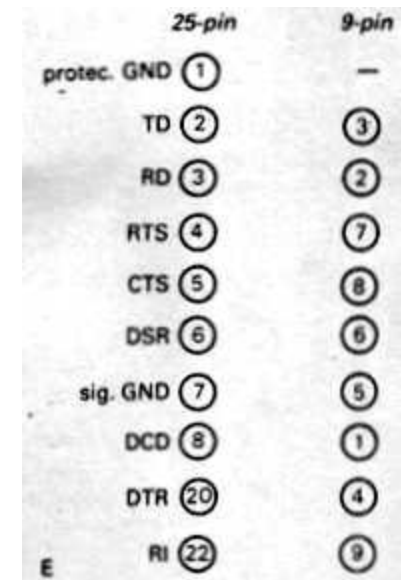 25-pin 9-pin
protec. GND 1 —
TD 2 3
RD 3 2
RTS 4 7
CTS 5 8
DSR 6 6
sig. GND 7 5
DCD 8 1
DTR 20 4
RI 22 9
E